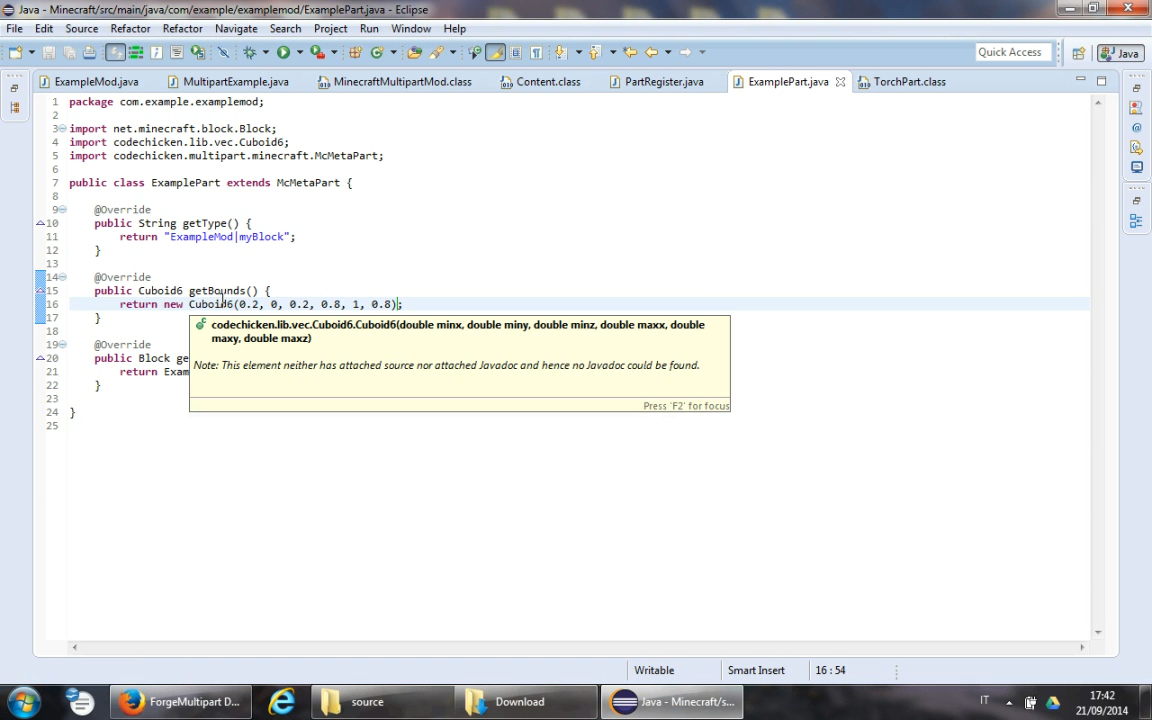 Java - Minecraft/src/main/java/com/example/examplemod/ExamplePart.java - Eclipse
File Edit Source Refactor Refactor Navigate Search Project Run Window Help
Quick Access Java
ExampleMod.java MultipartExample.java MinecraftMultipartMod.class Content.class PartRegister.java ExamplePart.java TorchPart.class
1 package com.example.examplemod;
2
3 import net.minecraft.block.Block;
4 import codechicken.lib.vec.Cuboid6;
5 import codechicken.multipart.minecraft.McMetaPart;
6
7 public class ExamplePart extends McMetaPart {
8
9 @Override
10 public String getType() {
11 return "ExampleMod|myBlock";
12 }
13
14 @Override
15 public Cuboid6 getBounds() {
16 return new Cuboid6(0.2, 0, 0.2, 0.8, 1, 0.8);
17 }
18
19 @Override
20 public Block ge
21 return Exam
22 }
23
24 }
25
codechicken.lib.vec.Cuboid6.Cuboid6(double minx, double miny, double minz, double maxx, double
maxy, double maxz)
Note: This element neither has attached source nor attached Javadoc and hence no Javadoc could be found.
Press 'F2' for focus
Writable Smart Insert 16 : 54
ForgeMultipart D... source Download Java - Minecraft/s... IT 17:42
21/09/2014